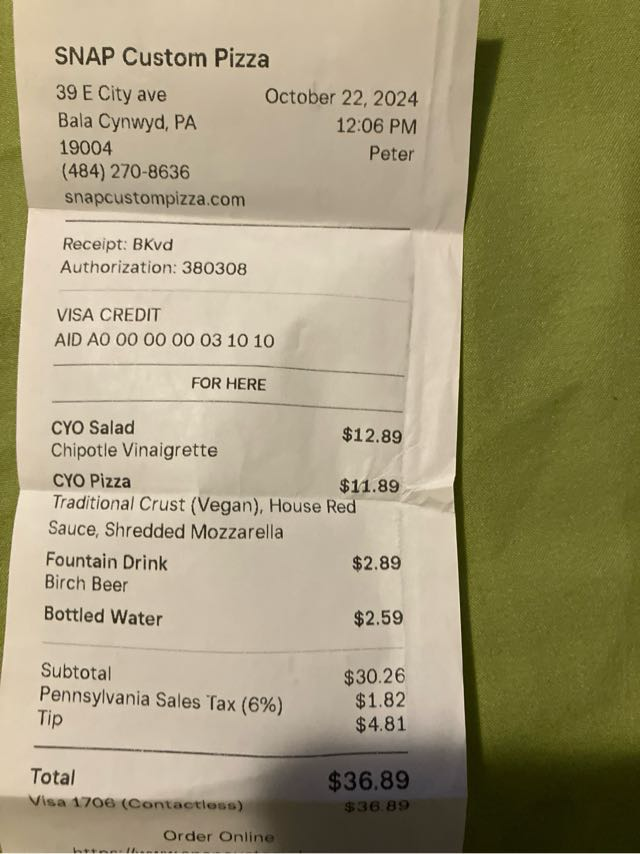 SNAP Custom Pizza
39 E City ave October 22, 2024
Bala Cynwyd, PA 12:06 PM
19004 Peter
(484) 270-8636
snapcustompizza.com
Receipt: BKvd
Authorization: 380308
VISA CREDIT
AID A0 00 00 00 03 10 10
FOR HERE
CYO Salad $12.89
Chipotle Vinaigrette
CYO Pizza $11.89
Traditional Crust (Vegan), House Red
Sauce, Shredded Mozzarella
Fountain Drink $2.89
Birch Beer
Bottled Water $2.59
Subtotal $30.26
Pennsylvania Sales Tax (6%) $1.82
Tip $4.81
Total $36.89
Visa 1706 (Contactless) $36.89
Order Online